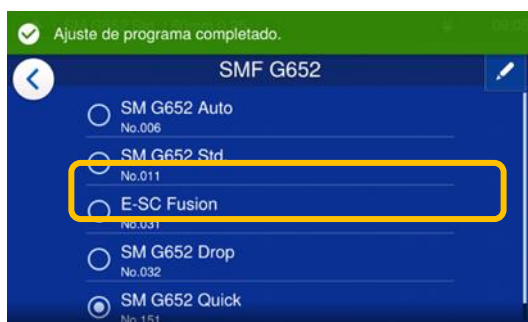 Ajuste de programa completado.
SMF G652
SM G652 Auto
No.006
SM G652 Std.
No.011
E-SC Fusion
No.031
SM G652 Drop
No.032
SM G652 Quick
No.151